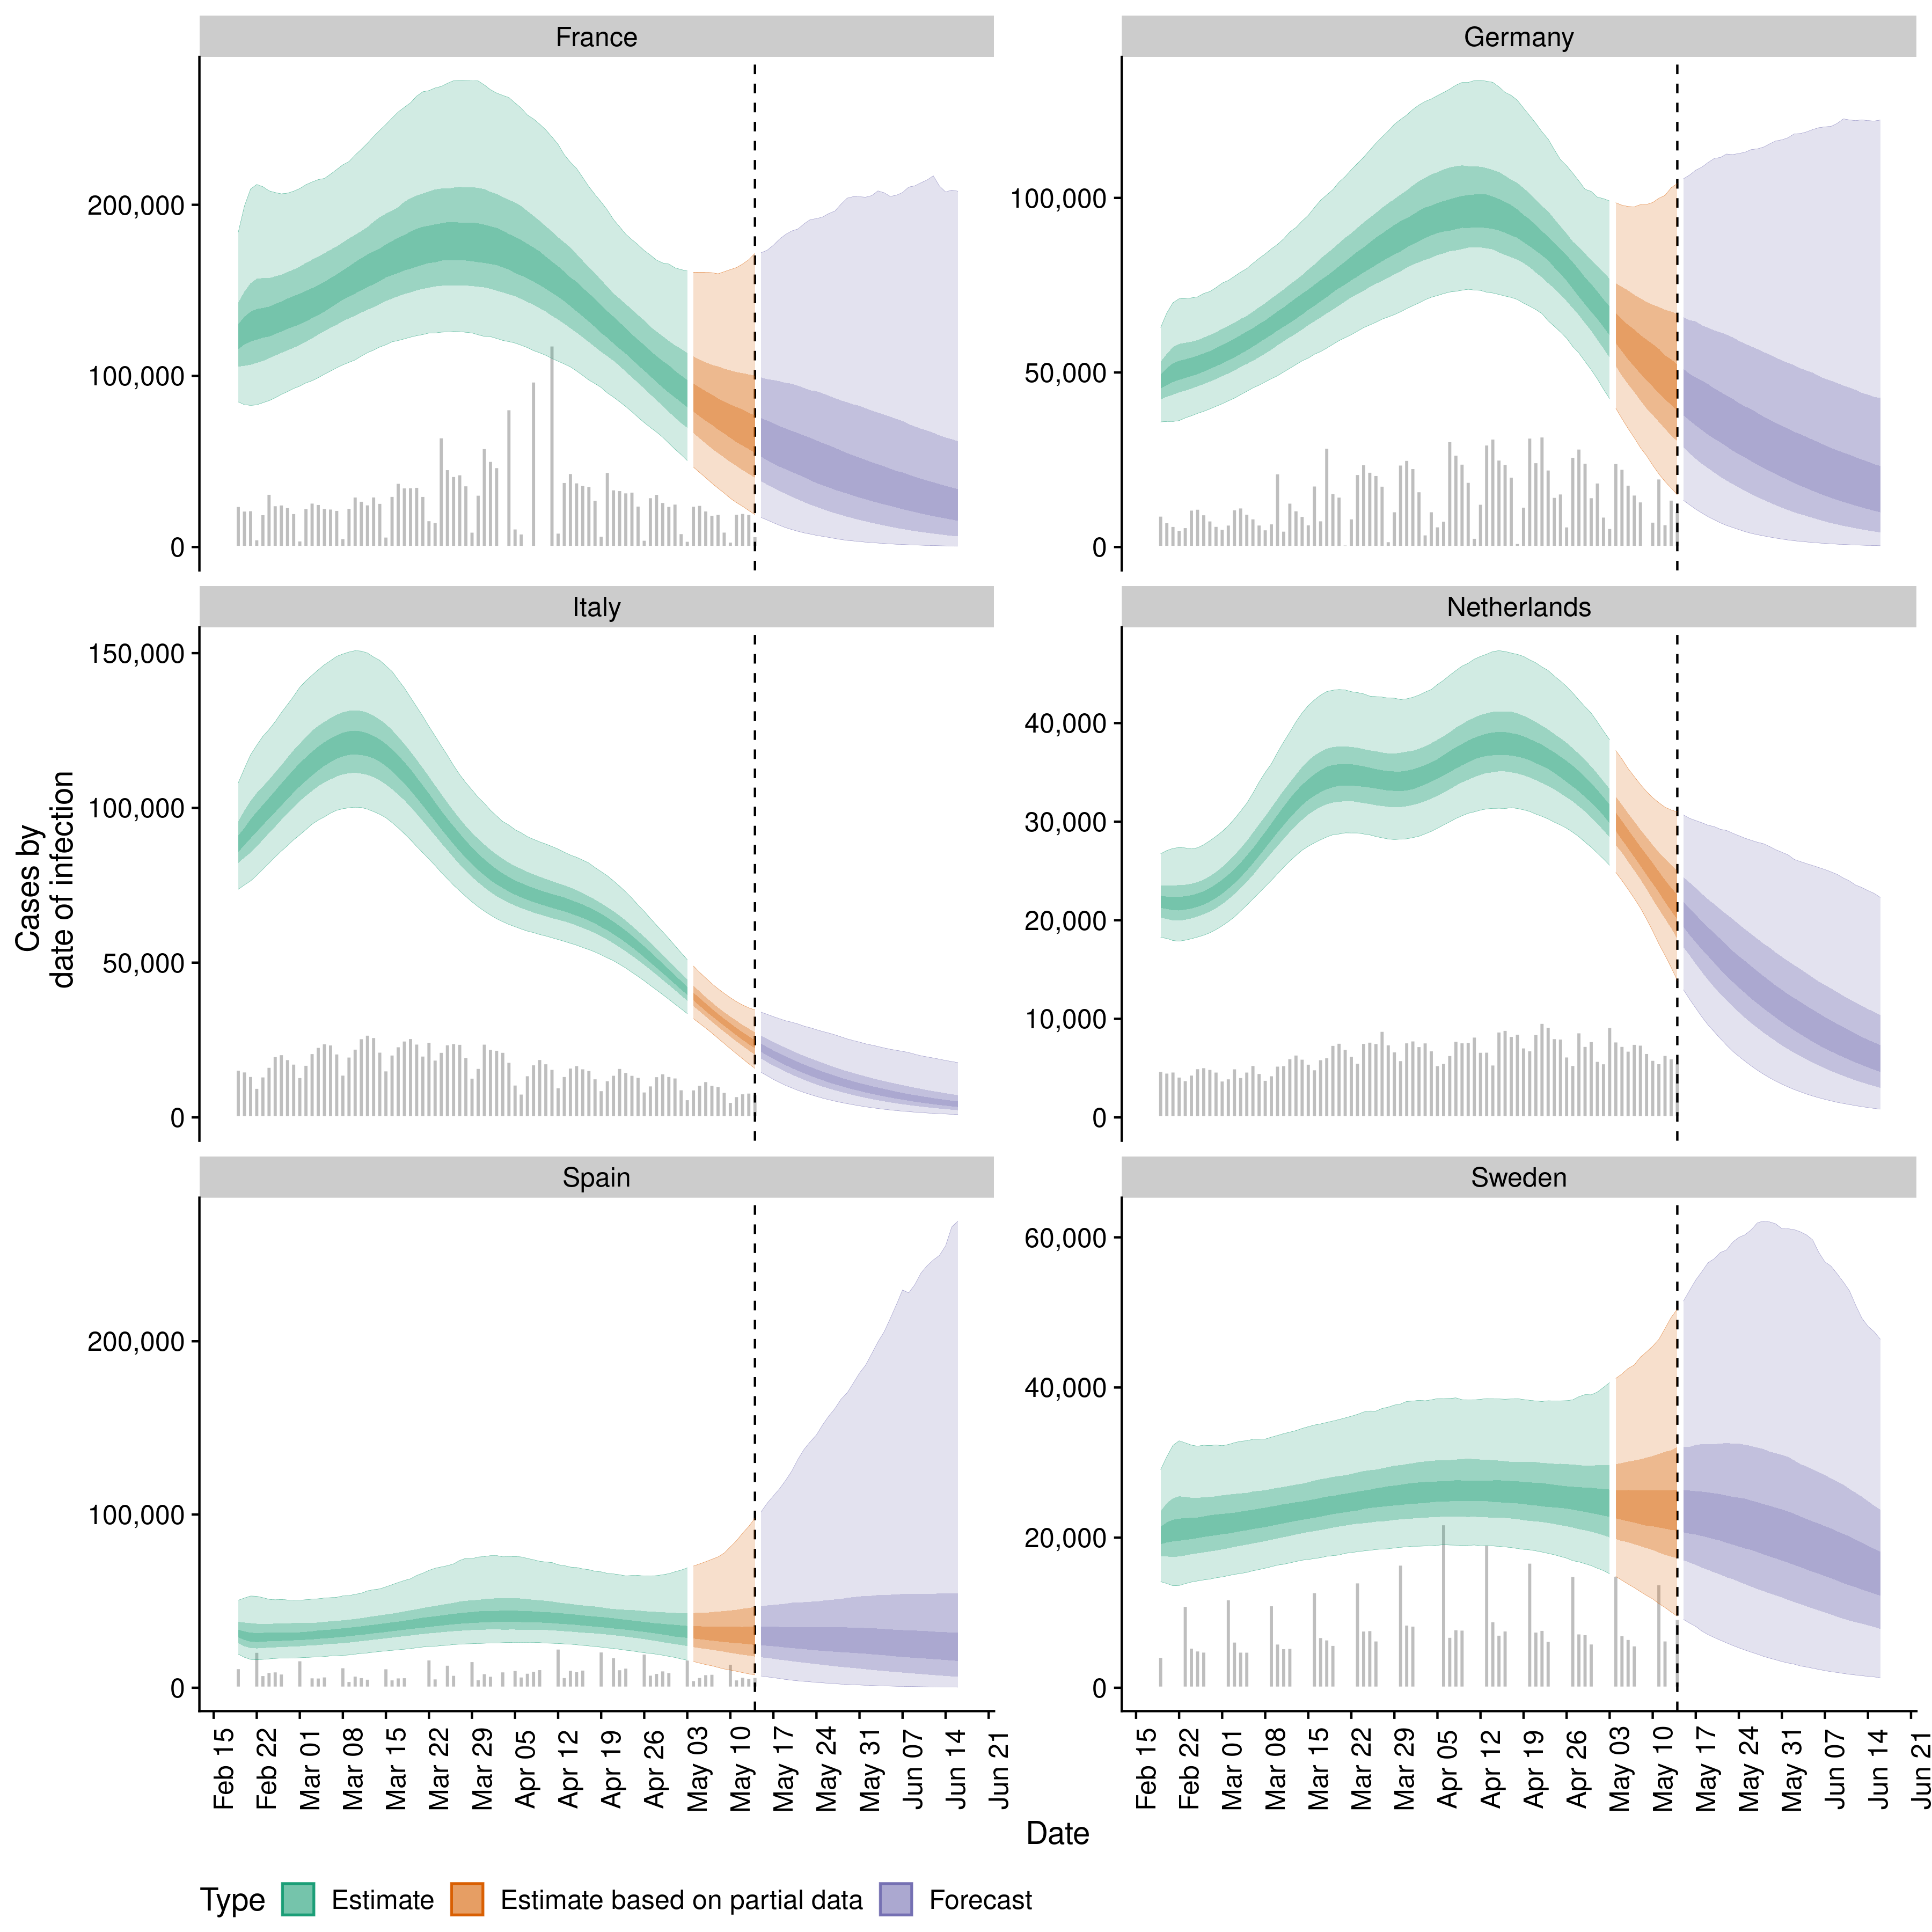 France
Germany
200,000
100,000
0
100,000
50,000
0
Italy
Netherlands
150,000
100,000
50,000
0
40,000
30,000
20,000
10,000
0
Cases by
date of infection
Spain
Sweden
200,000
100,000
0
60,000
40,000
20,000
0
Feb 15 Feb 22 Mar 01 Mar 08 Mar 15 Mar 22 Mar 29 Apr 05 Apr 12 Apr 19 Apr 26 May 03 May 10 May 17 May 24 May 31 Jun 07 Jun 14 Jun 21
Feb 15 Feb 22 Mar 01 Mar 08 Mar 15 Mar 22 Mar 29 Apr 05 Apr 12 Apr 19 Apr 26 May 03 May 10 May 17 May 24 May 31 Jun 07 Jun 14 Jun 21
Date
Type Estimate Estimate based on partial data Forecast